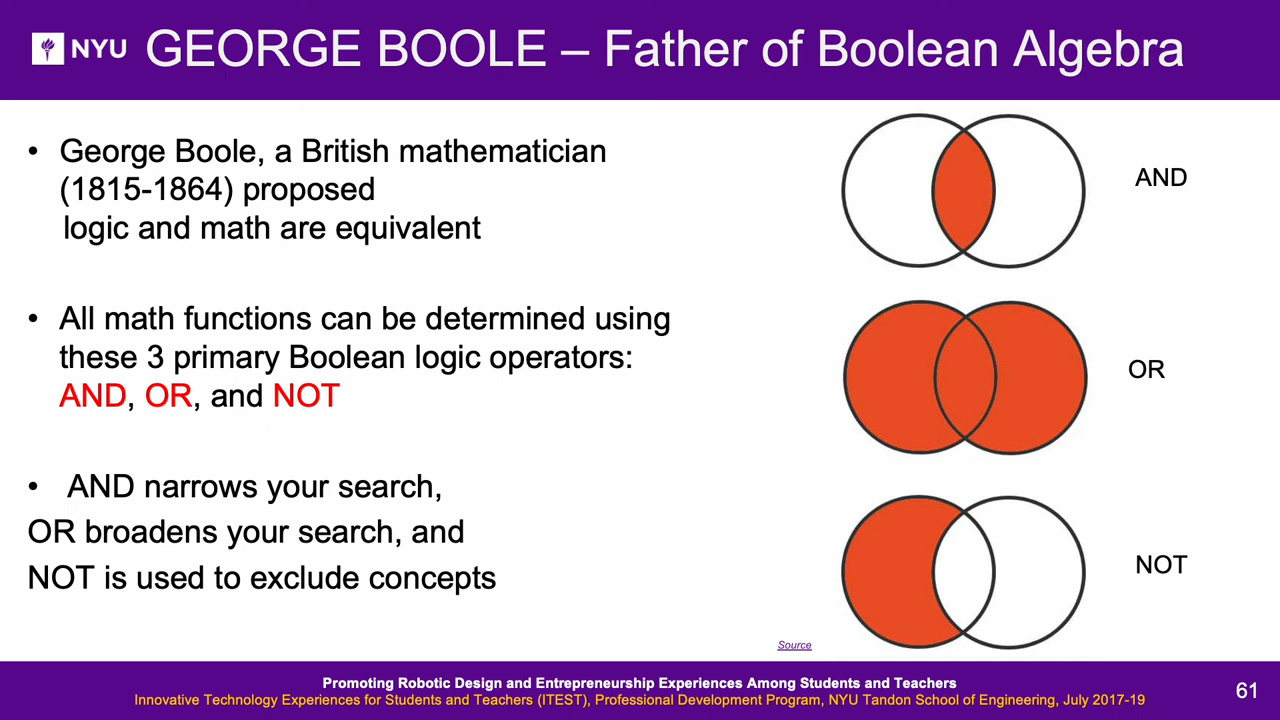 NYU GEORGE BOOLE – Father of Boolean Algebra
• George Boole, a British mathematician
(1815-1864) proposed
logic and math are equivalent
• All math functions can be determined using
these 3 primary Boolean logic operators:
AND, OR, and NOT
• AND narrows your search,
OR broadens your search, and
NOT is used to exclude concepts
AND
OR
NOT
Source
Promoting Robotic Design and Entrepreneurship Experiences Among Students and Teachers
Innovative Technology Experiences for Students and Teachers (ITEST), Professional Development Program, NYU Tandon School of Engineering, July 2017-19
61